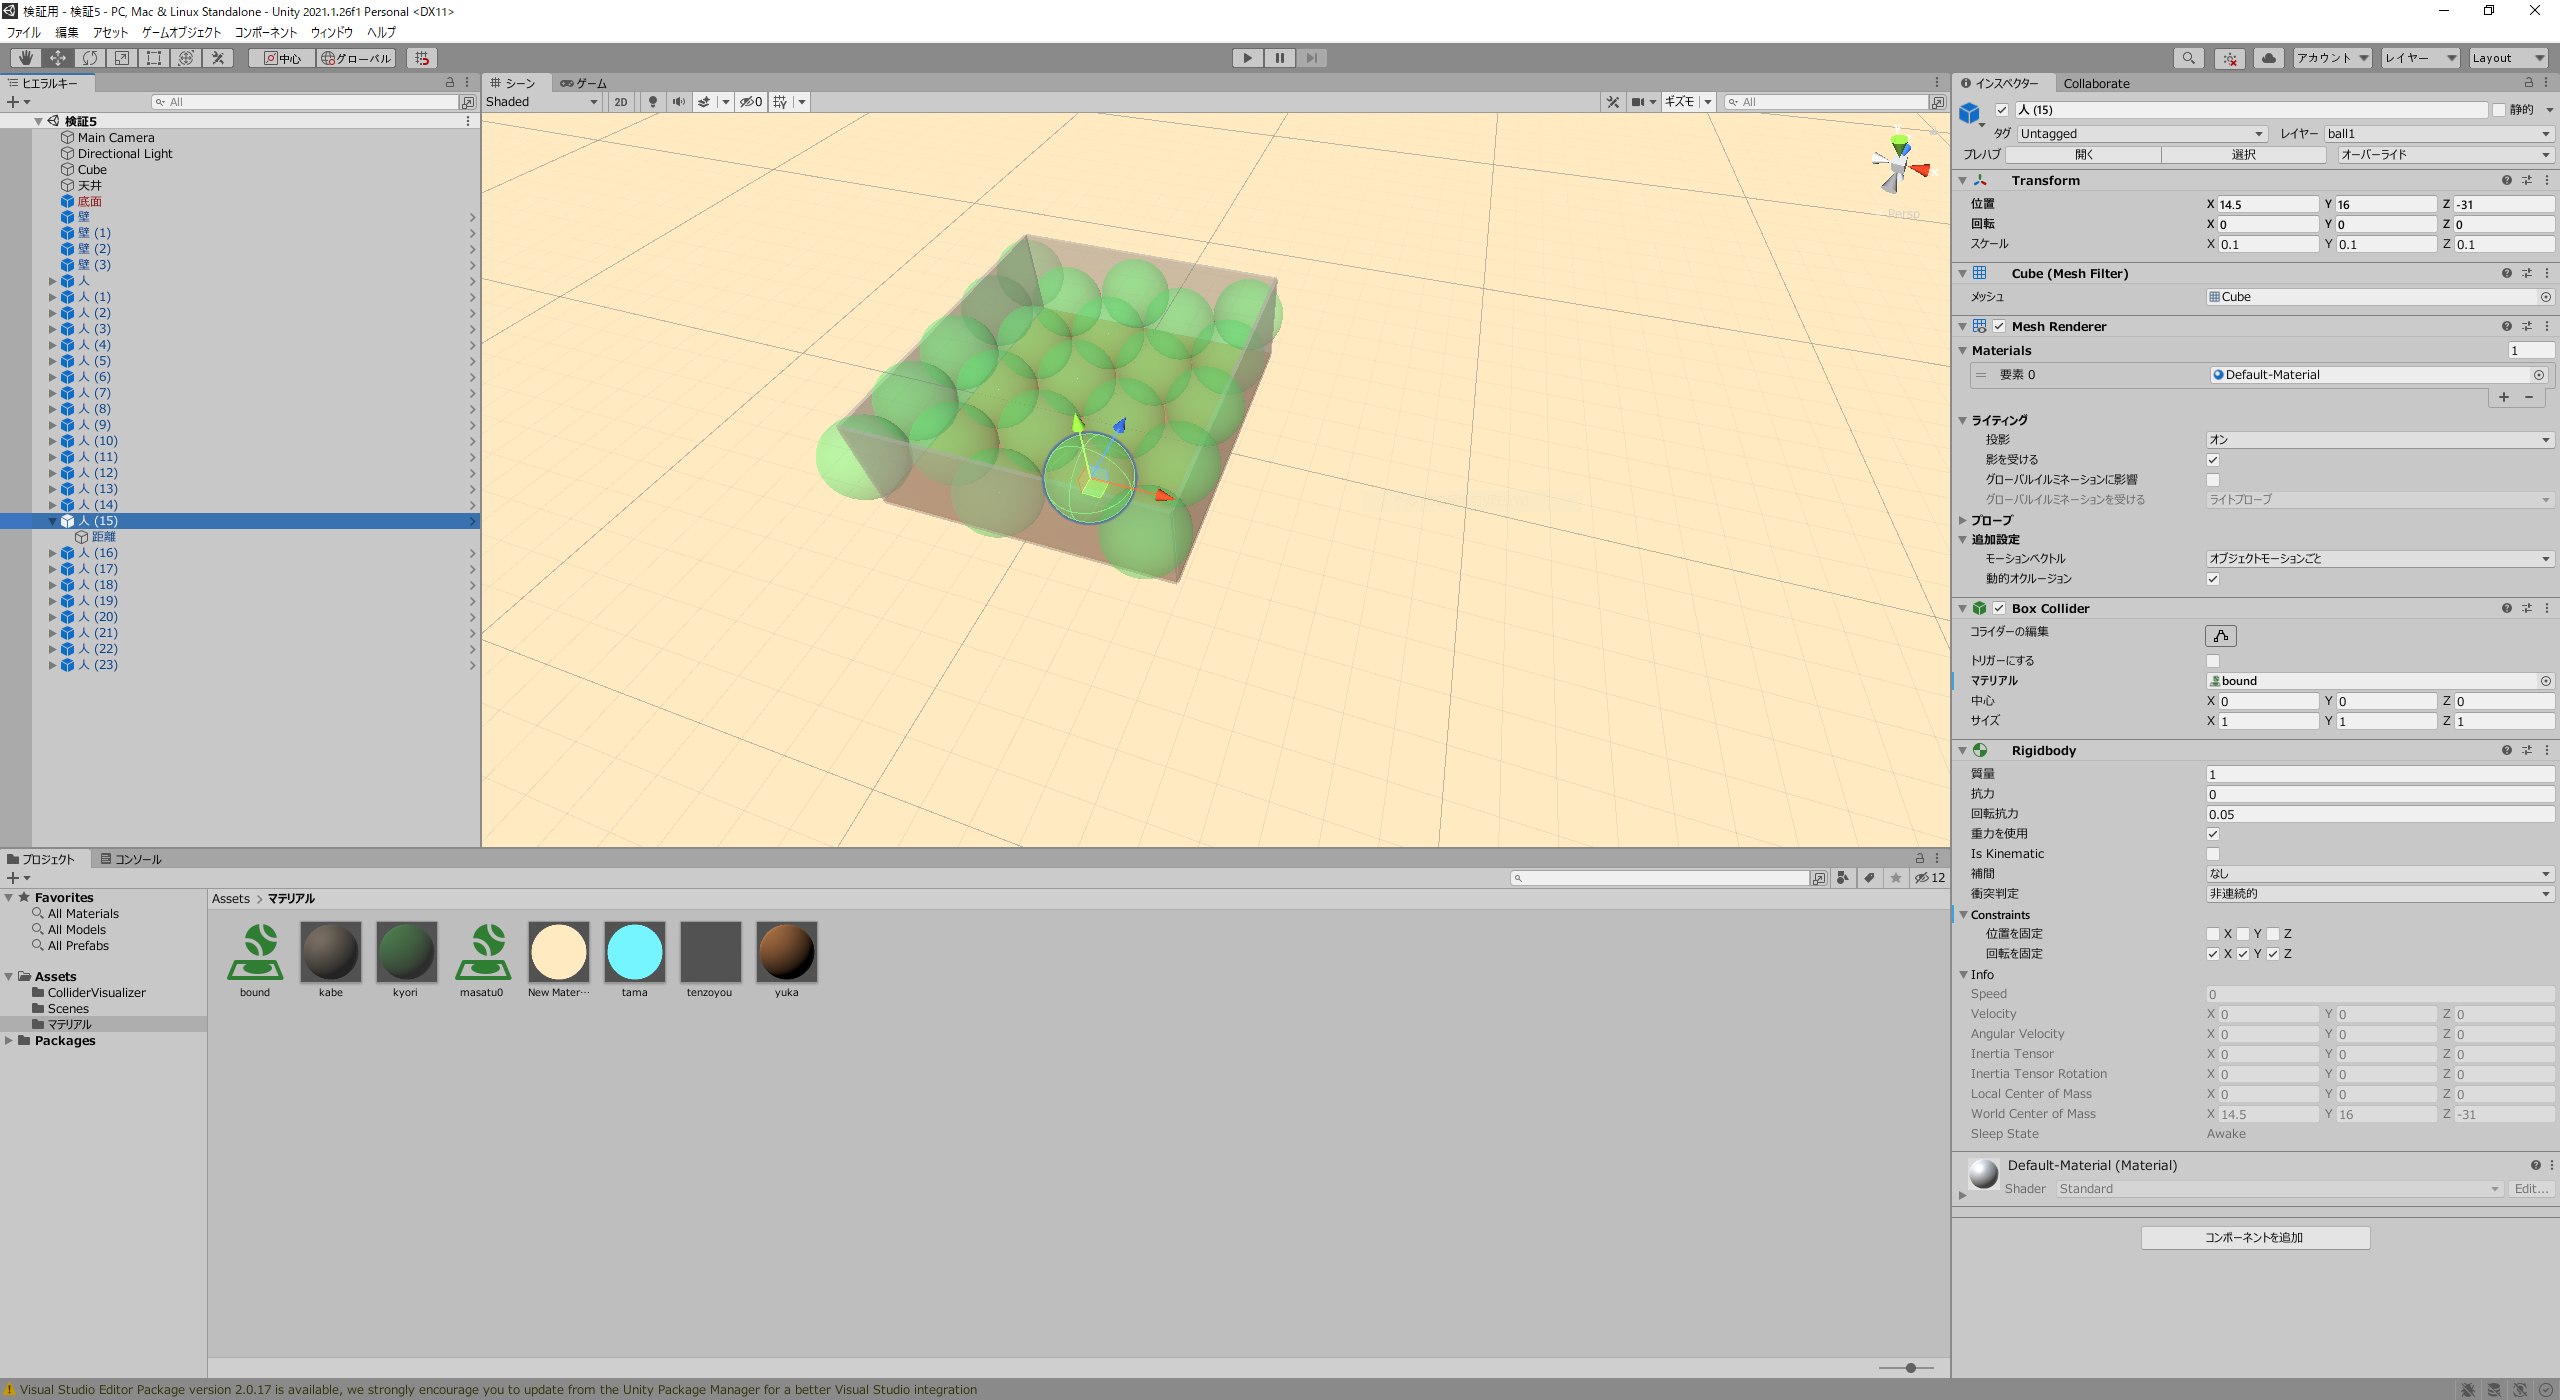 検証用 - 検証5 - PC, Mac & Linux Standalone - Unity 2021.1.26f1 Personal <DX11>
ファイル 編集 アセット ゲームオブジェクト コンポーネント ウィンドウ ヘルプ
中心 グローバル アカウント レイヤー Layout
ヒエラルキー
All
検証5
Main Camera
Directional Light
Cube
天井
底面
壁
壁 (1)
壁 (2)
壁 (3)
人
人 (1)
人 (2)
人 (3)
人 (4)
人 (5)
人 (6)
人 (7)
人 (8)
人 (9)
人 (10)
人 (11)
人 (12)
人 (13)
人 (14)
人 (15)
距離
人 (16)
人 (17)
人 (18)
人 (19)
人 (20)
人 (21)
人 (22)
人 (23)
シーン ゲーム
Shaded 2D 0 ギズモ All
Persp
インスペクター Collaborate
人 (15) 静的
タグ Untagged レイヤー ball1
プレハブ 開く 選択 オーバーライド
Transform
位置 X 14.5 Y 16 Z -31
回転 X 0 Y 0 Z 0
スケール X 0.1 Y 0.1 Z 0.1
Cube (Mesh Filter)
メッシュ Cube
Mesh Renderer
Materials 1
要素 0 Default-Material
+ −
ライティング
投影 オン
影を受ける
グローバルイルミネーションに影響
グローバルイルミネーションを受ける ライトプローブ
プローブ
追加設定
モーションベクトル オブジェクトモーションごと
動的オクルージョン
Box Collider
コライダーの編集
トリガーにする
マテリアル bound
中心 X 0 Y 0 Z 0
サイズ X 1 Y 1 Z 1
Rigidbody
質量 1
抗力 0
回転抗力 0.05
重力を使用
Is Kinematic
補間 なし
衝突判定 非連続的
Constraints
位置を固定 X Y Z
回転を固定 X Y Z
Info
Speed 0
Velocity X 0 Y 0 Z 0
Angular Velocity X 0 Y 0 Z 0
Inertia Tensor X 0 Y 0 Z 0
Inertia Tensor Rotation X 0 Y 0 Z 0
Local Center of Mass X 0 Y 0 Z 0
World Center of Mass X 14.5 Y 16 Z -31
Sleep State Awake
Default-Material (Material)
Shader Standard Edit...
コンポーネントを追加
プロジェクト コンソール
12
Favorites
All Materials
All Models
All Prefabs
Assets
ColliderVisualizer
Scenes
マテリアル
Packages
Assets > マテリアル
bound kabe kyori masatu0 New Mater… tama tenzoyou yuka
Visual Studio Editor Package version 2.0.17 is available, we strongly encourage you to update from the Unity Package Manager for a better Visual Studio integration